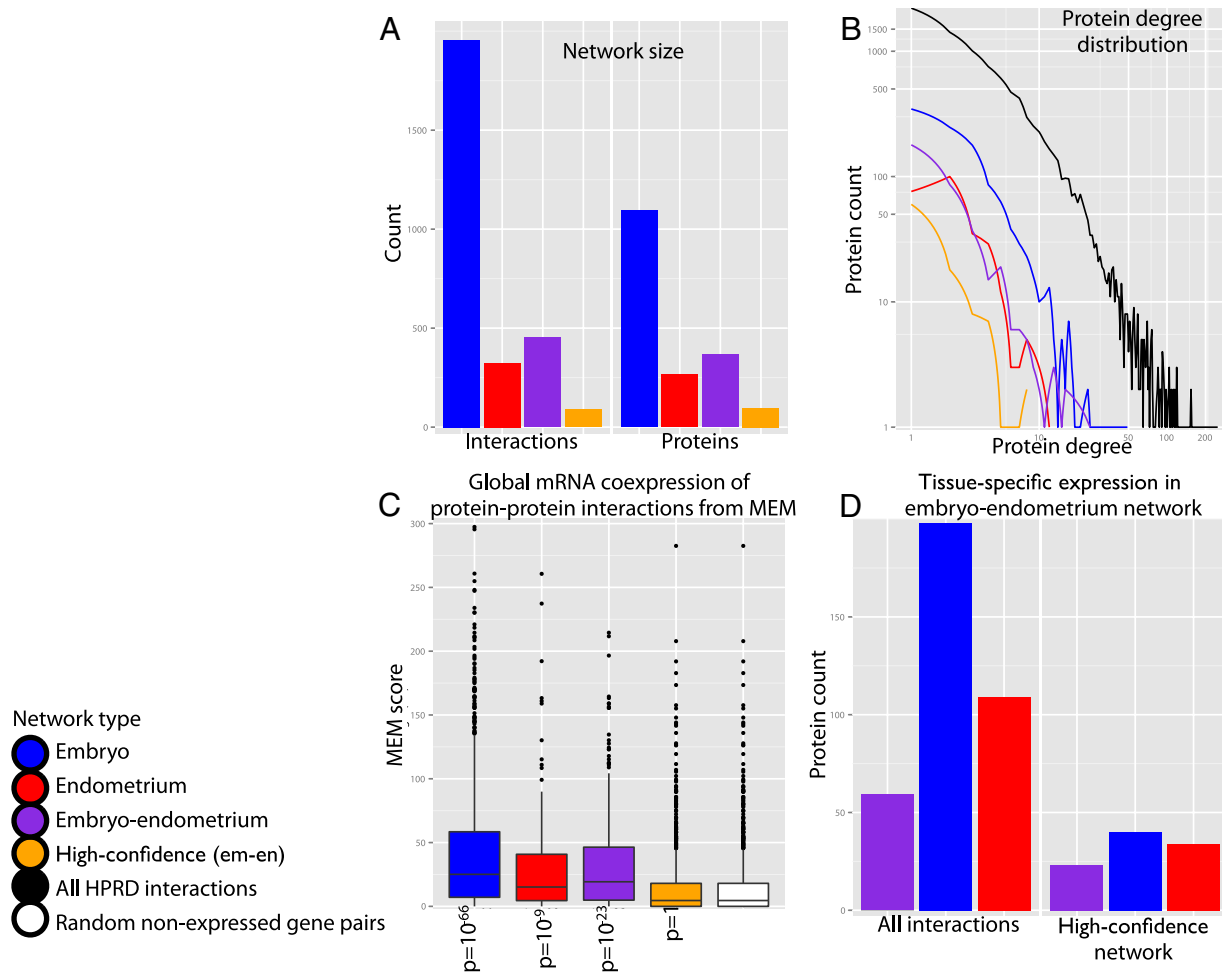 A
Network size
Count
1500
1000
500
0
Interactions
Proteins
B
Protein degree
distribution
Protein count
1500
1000
500
100
50
10
1
1
10
50
100
200
Protein degree
C
Global mRNA coexpression of
protein-protein interactions from MEM
MEM score
300
250
200
150
100
50
0
p=10-66
p=10-9
p=10-23
p=1
D
Tissue-specific expression in
embryo-endometrium network
Protein count
150
100
50
0
All interactions
High-confidence
network
Network type
Embryo
Endometrium
Embryo-endometrium
High-confidence (em-en)
All HPRD interactions
Random non-expressed gene pairs